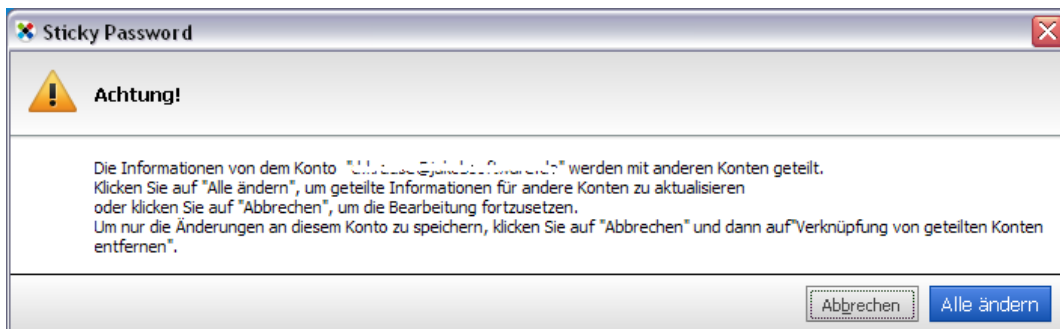 Sticky Password
Achtung!
Die Informationen von dem Konto werden mit anderen Konten geteilt.
Klicken Sie auf "Alle ändern", um geteilte Informationen für andere Konten zu aktualisieren
oder klicken Sie auf "Abbrechen", um die Bearbeitung fortzusetzen.
Um nur die Änderungen an diesem Konto zu speichern, klicken Sie auf "Abbrechen" und dann auf"Verknüpfung von geteilten Konten
entfernen".
Abbrechen
Alle ändern